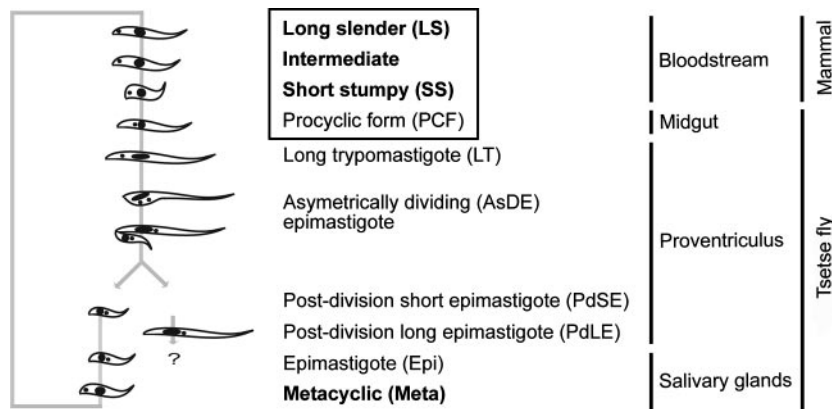 Long slender (LS)
Intermediate
Short stumpy (SS)
Procyclic form (PCF)
Long trypomastigote (LT)
Asymetrically dividing (AsDE)
epimastigote
Post-division short epimastigote (PdSE)
Post-division long epimastigote (PdLE)
?
Epimastigote (Epi)
Metacyclic (Meta)
Bloodstream
Midgut
Proventriculus
Salivary glands
Mammal
Tsetse fly